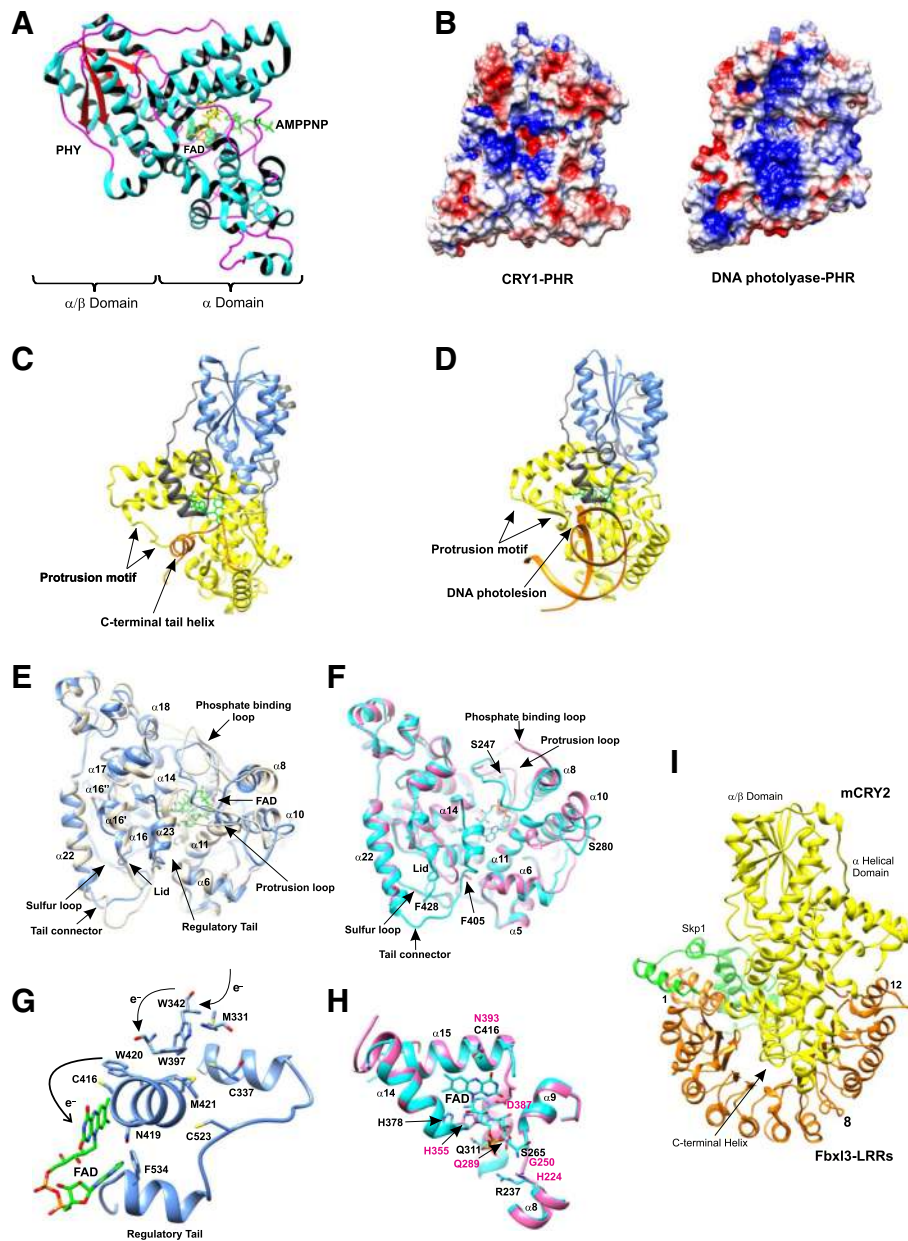 A
PHY
FAD
AMPPNP
α/β Domain
α Domain
B
CRY1-PHR
DNA photolyase-PHR
C
Protrusion motif
C-terminal tail helix
D
Protrusion motif
DNA photolesion
E
α18
Phosphate binding
loop
α17
α14
α8
α16''
FAD
α16'
α16
α23
α10
α11
α22
α6
Protrusion loop
Lid
Sulfur loop
Regulatory Tail
Tail connector
F
Phosphate binding loop
S247
Protrusion loop
α8
α10
α14
S280
α22
α11
Lid
α6
F428
F405
Sulfur loop
α5
Tail connector
G
e⁻
e⁻
W342
M331
W420
W397
C416
C337
e⁻
M421
N419
C523
FAD
F534
Regulatory Tail
H
N393
α15
C416
α14
FAD
α9
D387
H378
H355
Q311
S265
Q289
G250
H224
R237
α8
I
α/β Domain
mCRY2
α Helical
Domain
Skp1
1
12
8
C-terminal Helix
Fbxl3-LRRs